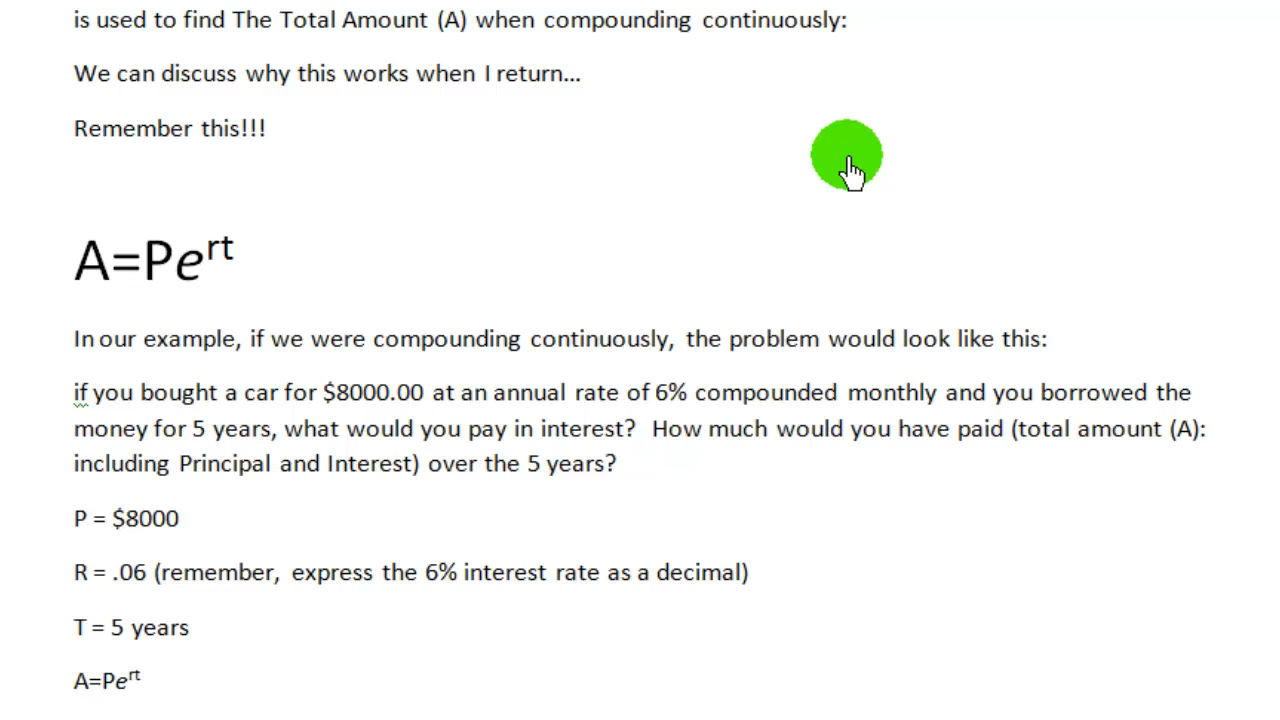 is used to find The Total Amount (A) when compounding continuously:
We can discuss why this works when I return...
Remember this!!!
A=Pe^rt
In our example, if we were compounding continuously, the problem would look like this:
if you bought a car for $8000.00 at an annual rate of 6% compounded monthly and you borrowed the
money for 5 years, what would you pay in interest? How much would you have paid (total amount (A):
including Principal and Interest) over the 5 years?
P = $8000
R = .06 (remember, express the 6% interest rate as a decimal)
T = 5 years
A=Pe^rt